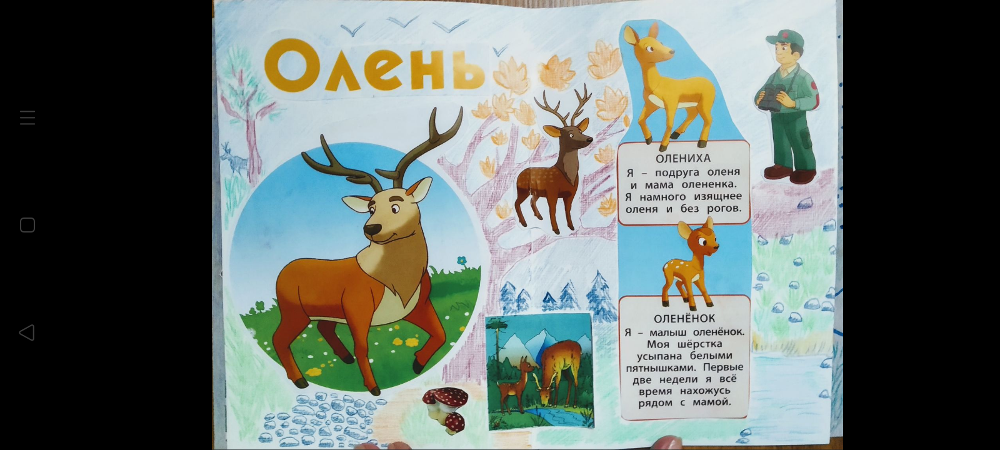 Олень
ОЛЕНИХА
Я – подруга оленя
и мама олененка.
Я намного изящнее
оленя и без рогов.
ОЛЕНЁНОК
Я – малыш оленёнок.
Моя шёрстка
усыпана белыми
пятнышками. Первые
две недели я всё
время нахожусь
рядом с мамой.